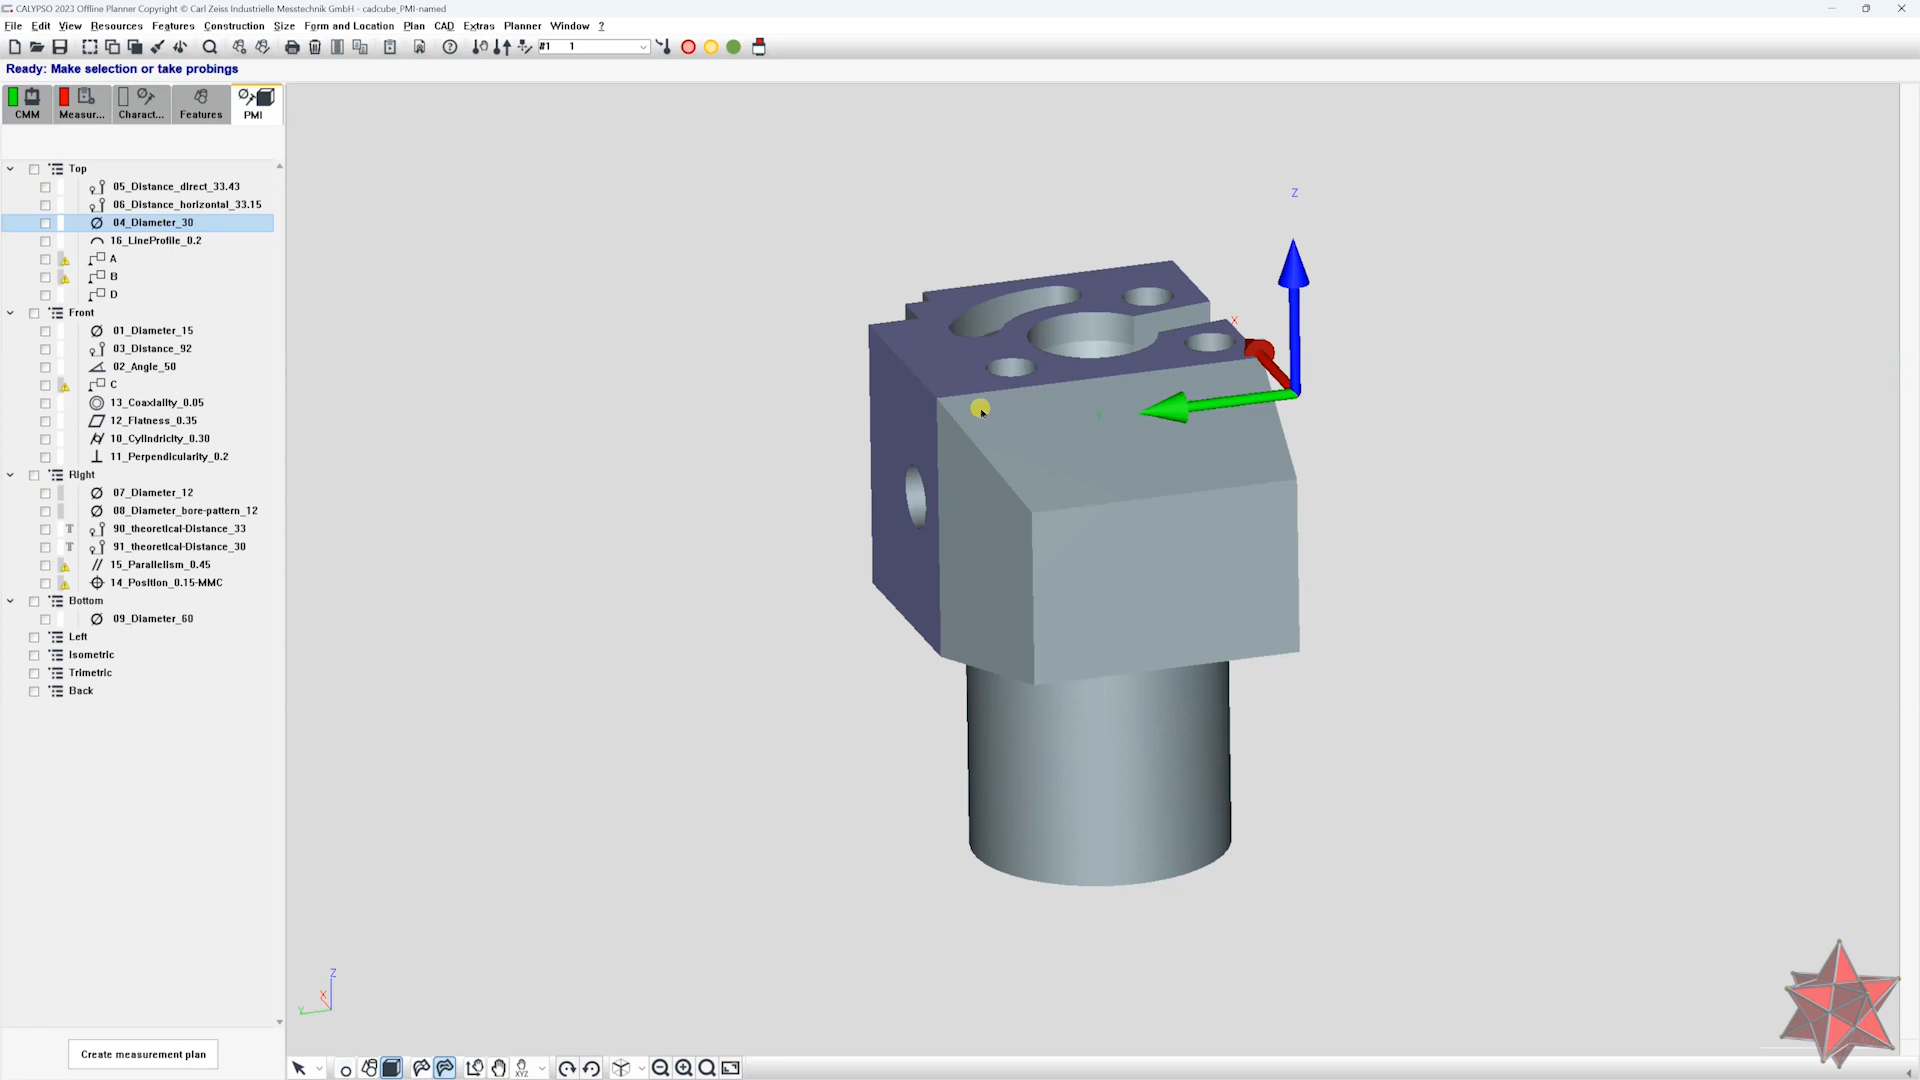 CALYPSO 2023 Offline Planner Copyright © Carl Zeiss Industrielle Messtechnik GmbH - cadcube_PMI-named
File Edit View Resources Features Construction Size Form and Location Plan CAD Extras Planner Window ?
#1 1
Ready: Make selection or take probings
CMM Measur... Charact... Features PMI
Top
05_Distance_direct_33.43
06_Distance_horizontal_33.15
04_Diameter_30
16_LineProfile_0.2
A
B
D
Front
01_Diameter_15
03_Distance_92
02_Angle_50
C
13_Coaxiality_0.05
12_Flatness_0.35
10_Cylindricity_0.30
11_Perpendicularity_0.2
Right
07_Diameter_12
08_Diameter_bore-pattern_12
T 90_theoretical-Distance_33
T 91_theoretical-Distance_30
15_Parallelism_0.45
14_Position_0.15-MMC
Bottom
09_Diameter_60
Left
Isometric
Trimetric
Back
Create measurement plan
Z
X
Y
Z
X
Y
XYZ